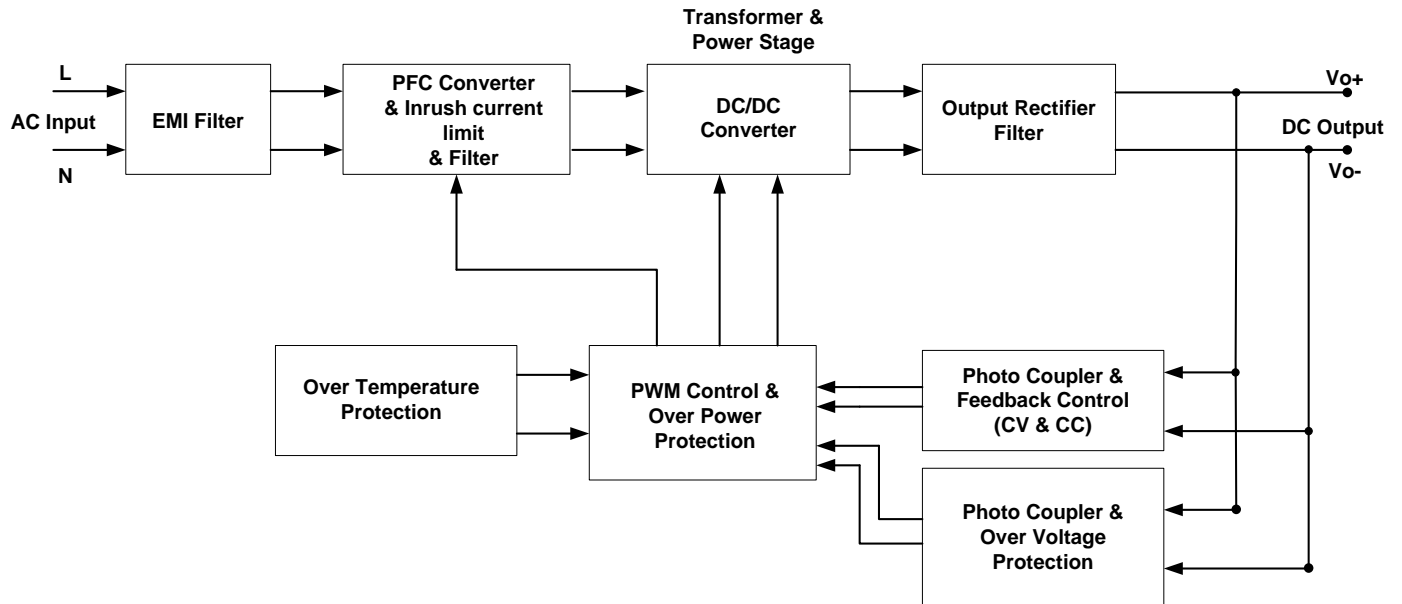 Transformer &
Power Stage
L
AC Input
N
EMI Filter
PFC Converter
& Inrush current
limit
& Filter
DC/DC
Converter
Output Rectifier
Filter
Vo+
DC Output
Vo-
Over Temperature
Protection
PWM Control &
Over Power
Protection
Photo Coupler &
Feedback Control
(CV & CC)
Photo Coupler &
Over Voltage
Protection